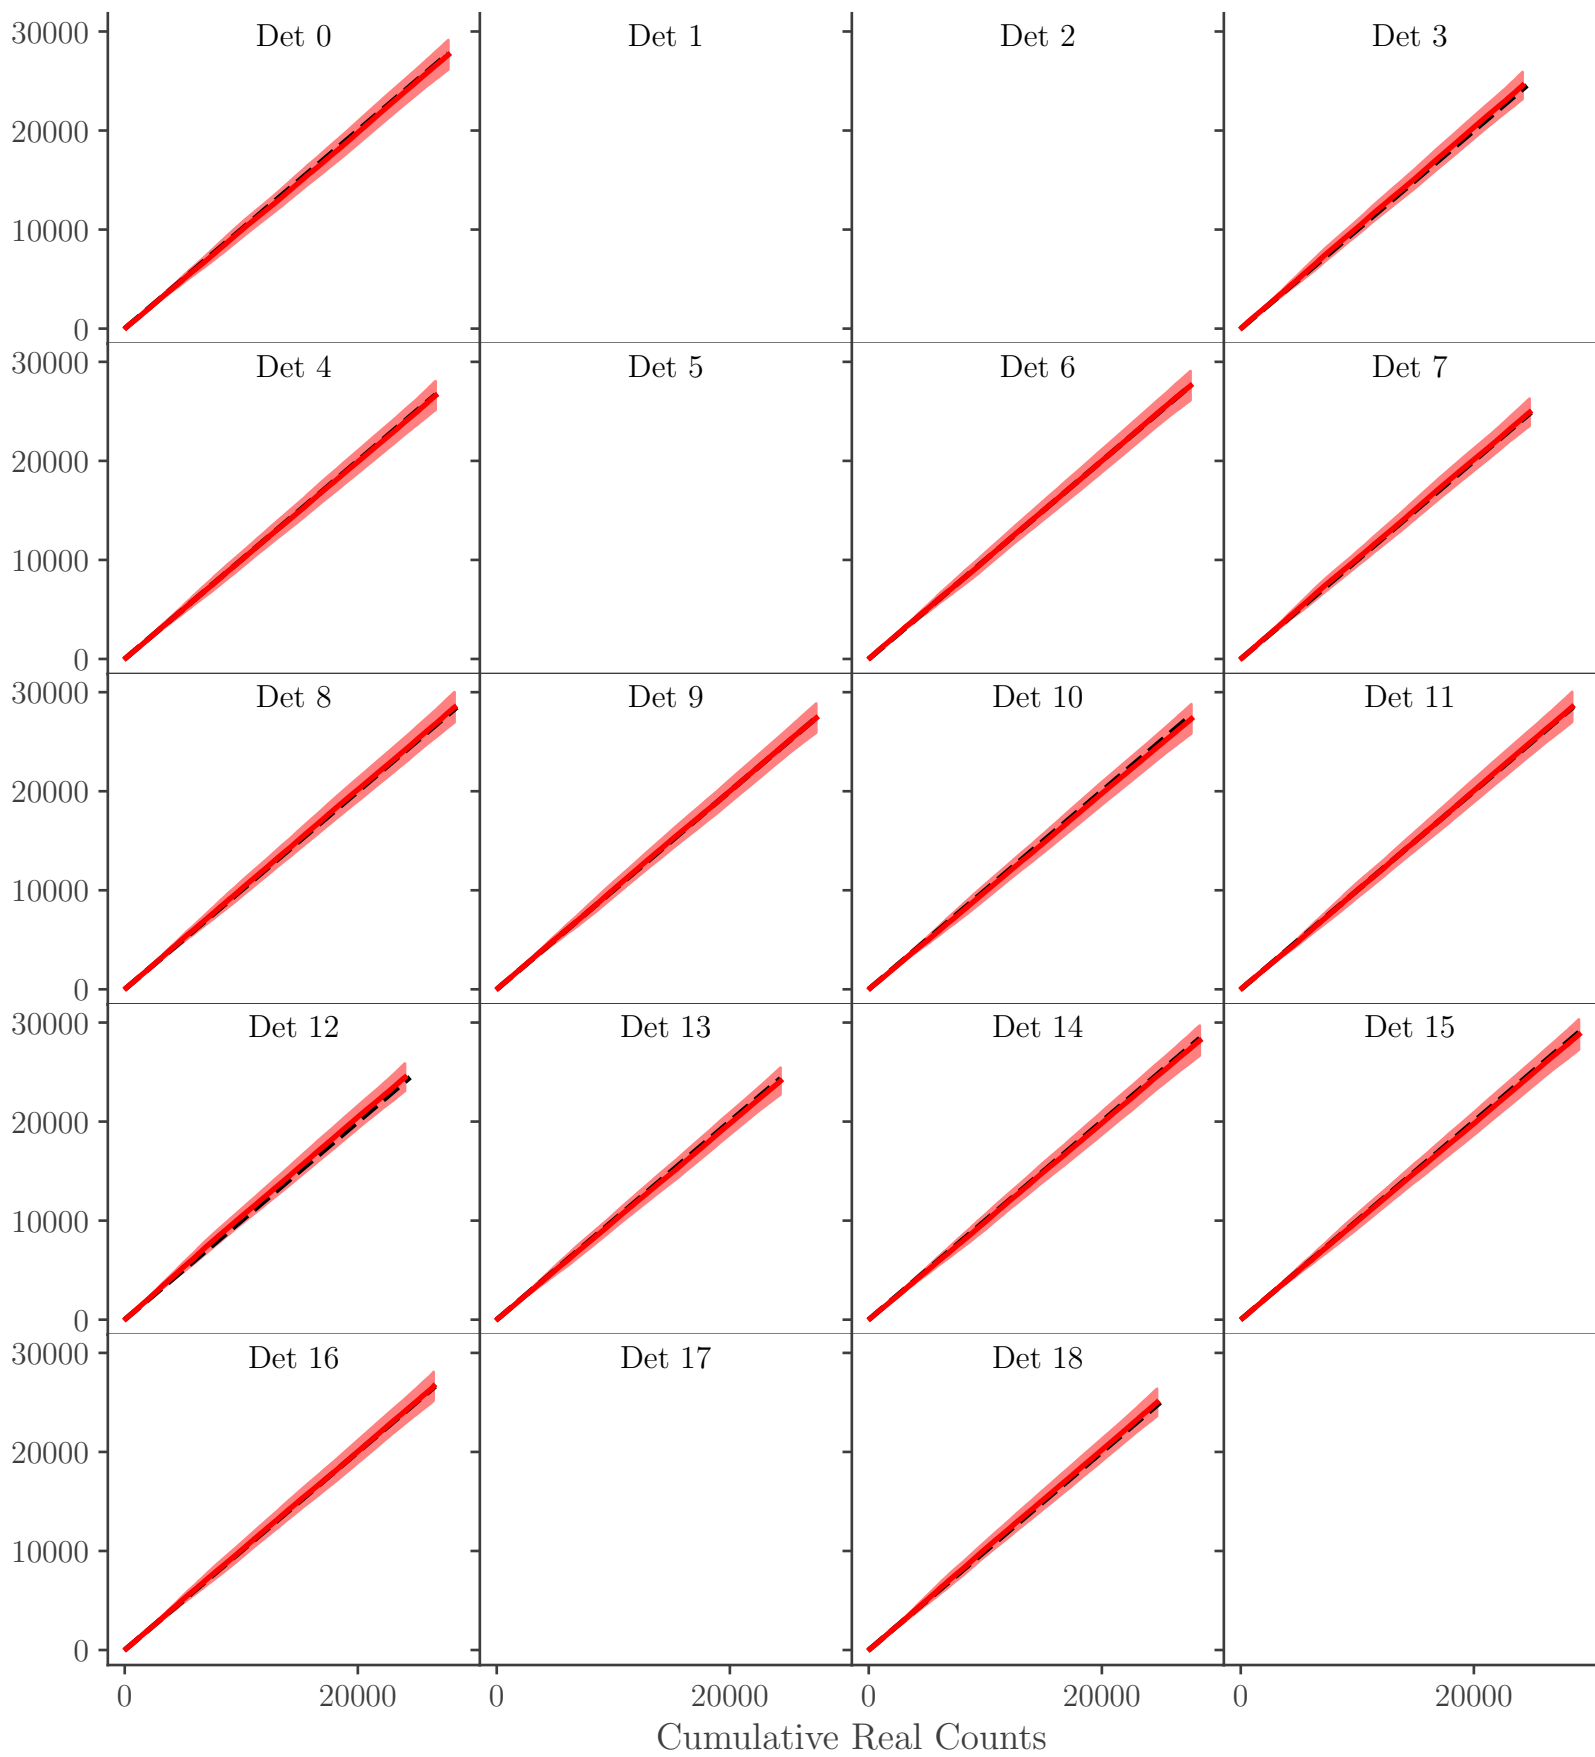 30000 Det 0 Det 1 Det 2 Det 3
20000
10000
0
30000 Det 4 Det 5 Det 6 Det 7
20000
10000
0
30000 Det 8 Det 9 Det 10 Det 11
20000
10000
0
30000 Det 12 Det 13 Det 14 Det 15
20000
10000
0
30000 Det 16 Det 17 Det 18
20000
10000
0
0 20000 0 20000 0 20000 0 20000
Cumulative Real Counts